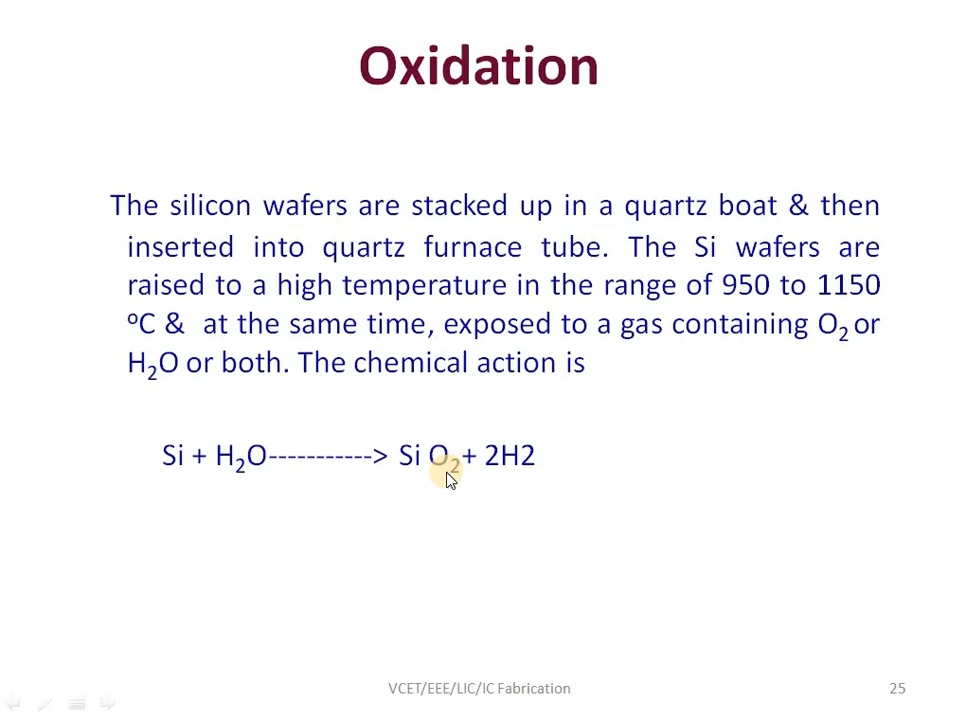 Oxidation
The silicon wafers are stacked up in a quartz boat & then
inserted into quartz furnace tube. The Si wafers are
raised to a high temperature in the range of 950 to 1150
ºC & at the same time, exposed to a gas containing O₂ or
H₂O or both. The chemical action is
Si + H₂O-----------> Si O₂ + 2H2
VCET/EEE/LIC/IC Fabrication
25